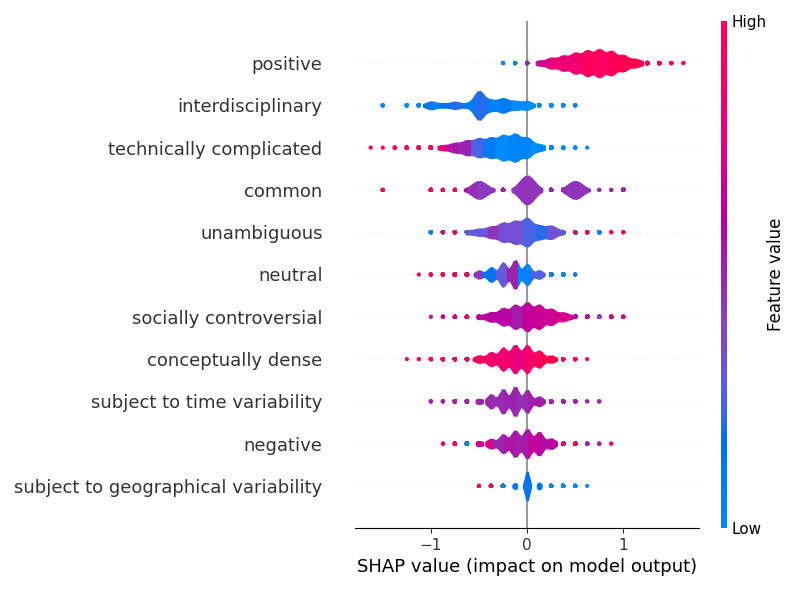 High
positive
interdisciplinary
technically complicated
common
unambiguous
neutral
socially controversial
conceptually dense
subject to time variability
negative
subject to geographical variability
Feature value
Low
−1 0 1
SHAP value (impact on model output)